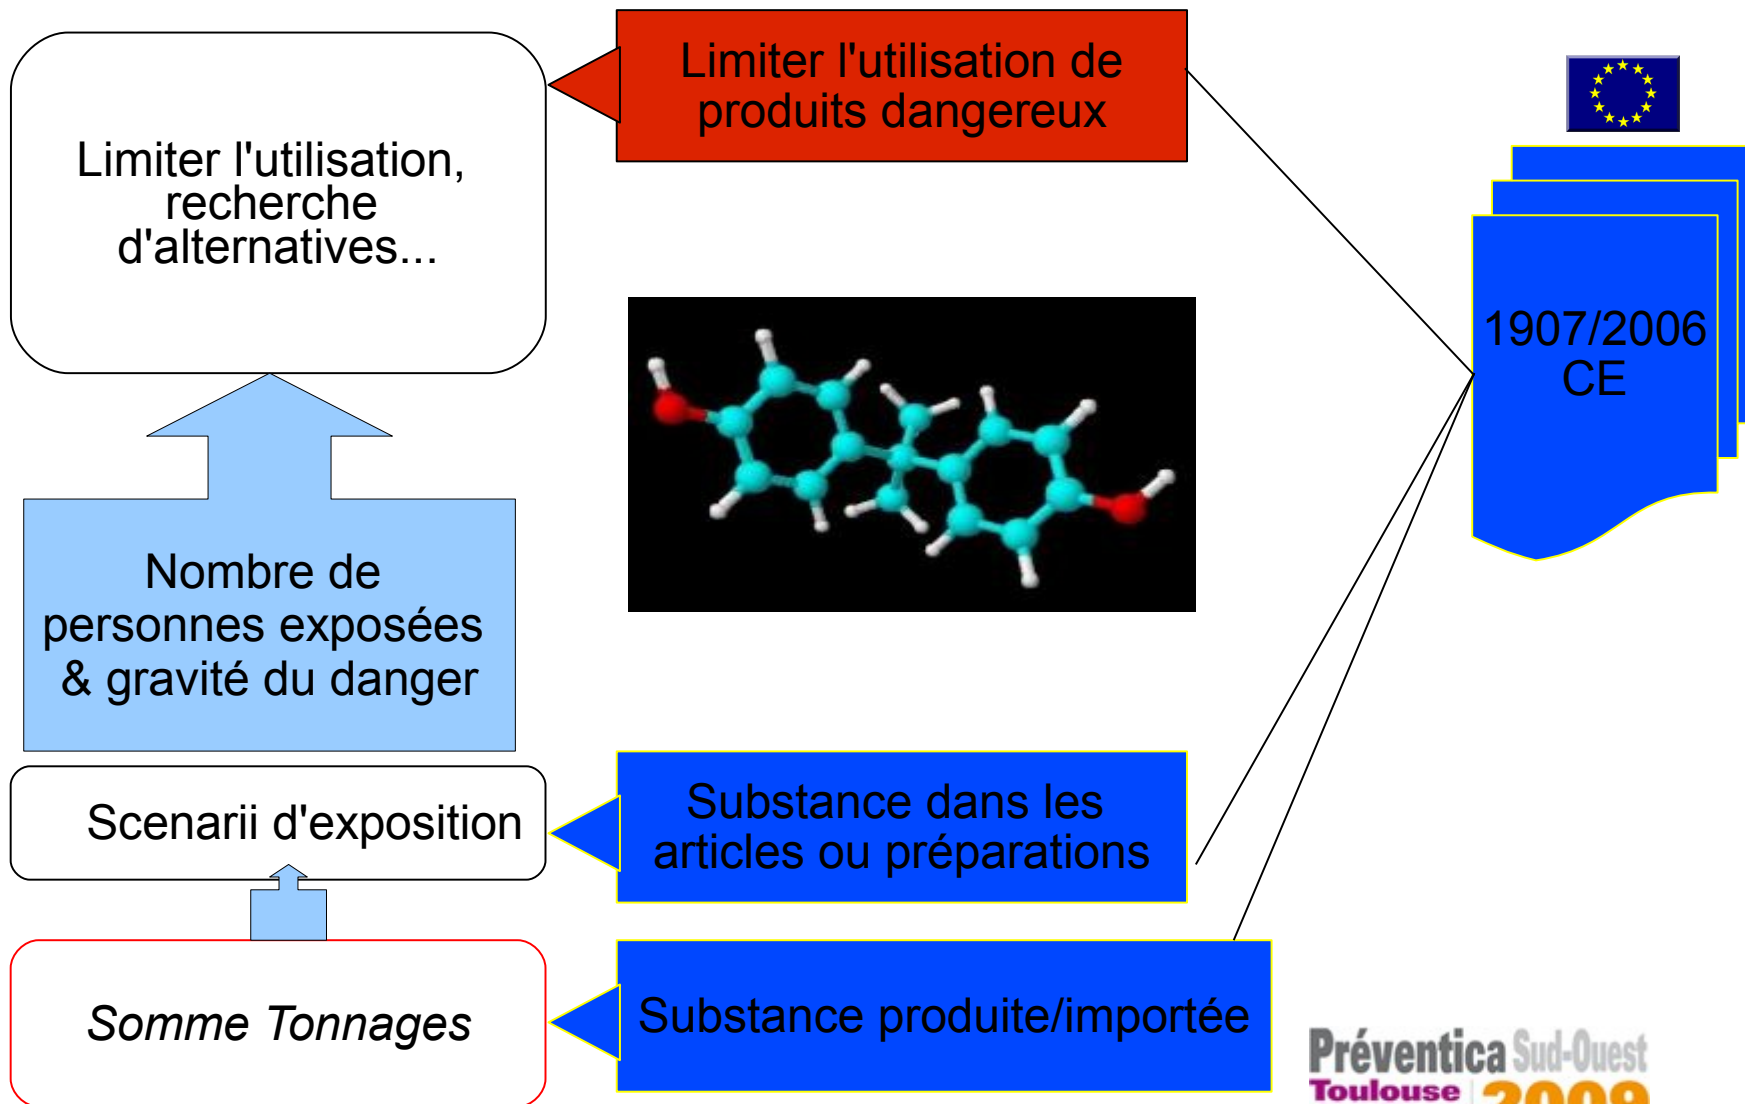 Limiter l'utilisation de
produits dangereux
Limiter l'utilisation,
recherche
d'alternatives...
1907/2006
CE
Nombre de
personnes exposées
& gravité du danger
Scenarii d'exposition
Substance dans les
articles ou préparations
Somme Tonnages
Substance produite/importée
Préventica Sud-Ouest
Toulouse 2009